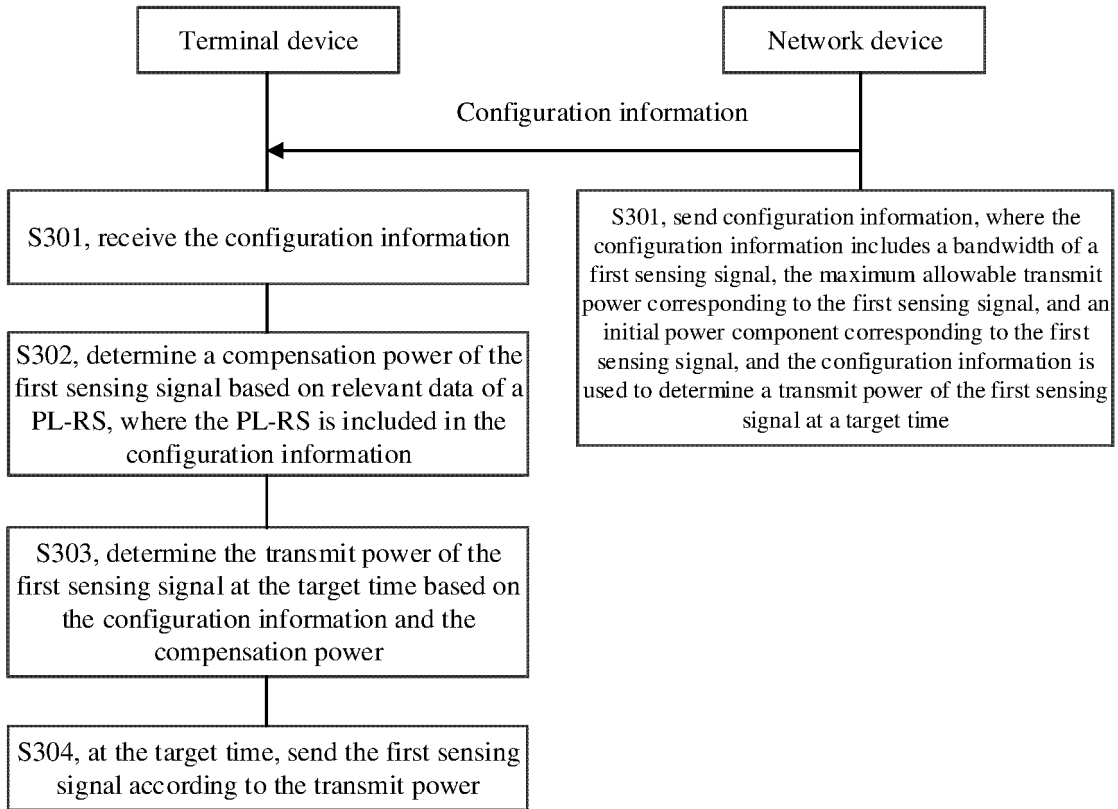 Terminal device
Network device
Configuration information
S301, receive the configuration information
S301, send configuration information, where the
configuration information includes a bandwidth of a
first sensing signal, the maximum allowable transmit
power corresponding to the first sensing signal, and an
initial power component corresponding to the first
sensing signal, and the configuration information is
used to determine a transmit power of the first sensing
signal at a target time
S302, determine a compensation power of the
first sensing signal based on relevant data of a
PL-RS, where the PL-RS is included in the
configuration information
S303, determine the transmit power of the
first sensing signal at the target time based on
the configuration information and the
compensation power
S304, at the target time, send the first sensing
signal according to the transmit power